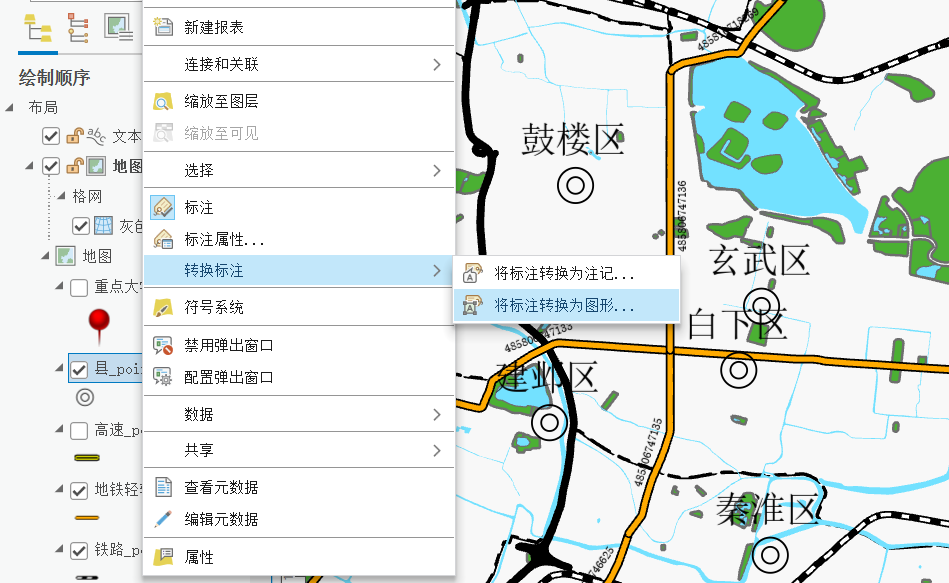 绘制顺序
布局
文本
地图
格网
灰色
地图
重点大
县_poi
高速_p
地铁轻
铁路_p
新建报表
连接和关联
缩放至图层
缩放至可见
选择
标注
标注属性...
转换标注
符号系统
禁用弹出窗口
配置弹出窗口
数据
共享
查看元数据
编辑元数据
属性
将标注转换为注记...
将标注转换为图形...
鼓楼区
485806747136
玄武区
白下区
建邺区
485806747135
秦淮区